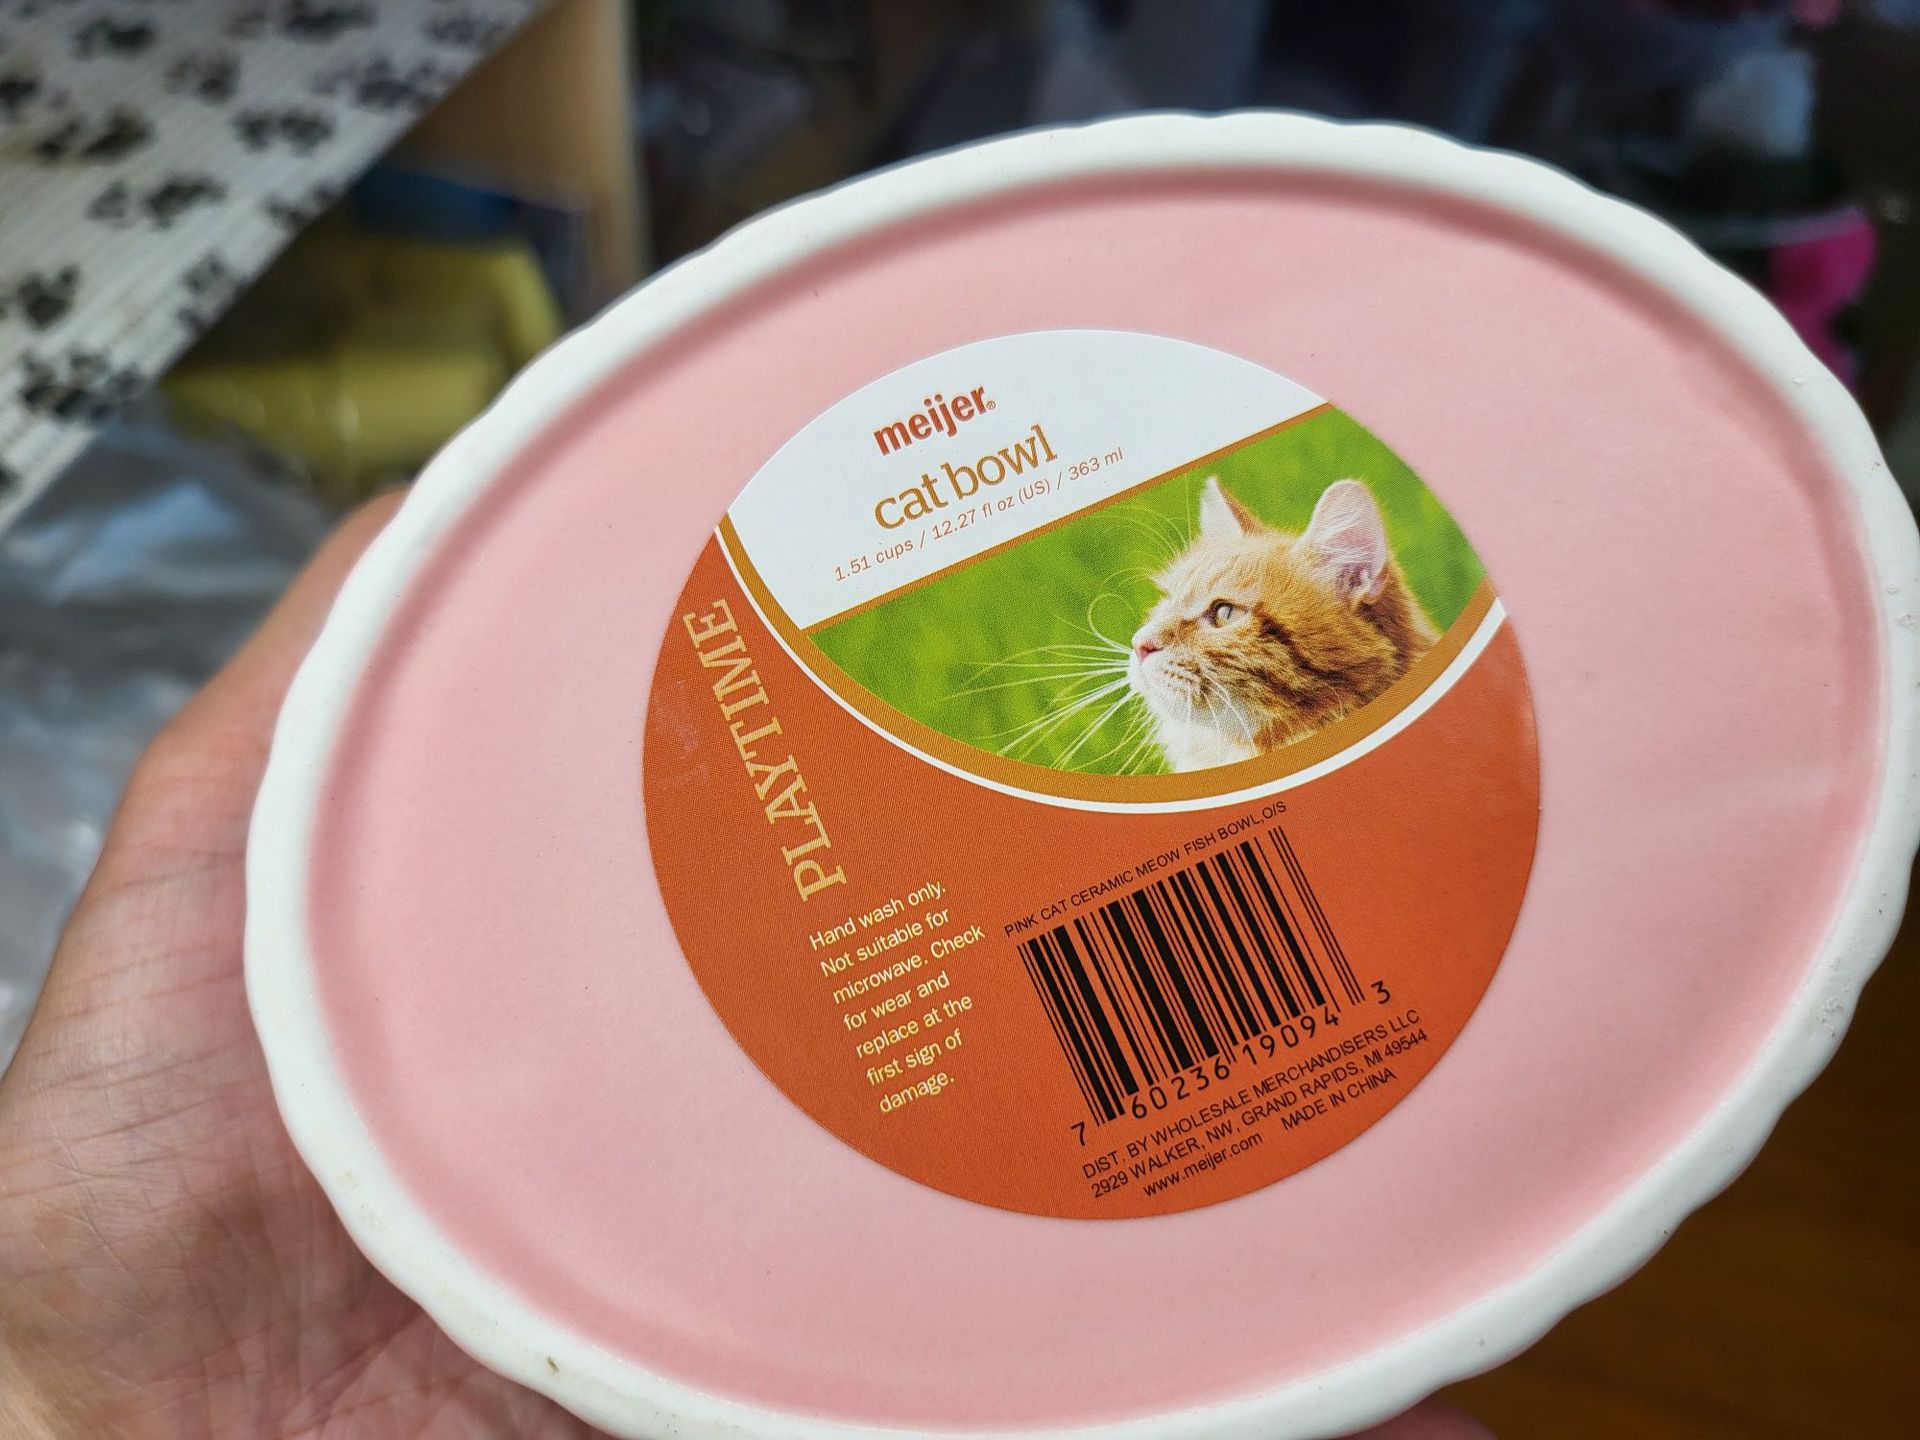 meijer®
cat bowl
1.51 cups / 12.27 fl oz (US) / 363 ml
PLAYTIME
Hand wash only.
Not suitable for
microwave. Check
for wear and
replace at the
first sign of
damage.
PINK CAT CERAMIC MEOW FISH BOWL,O/S
7 60236 19094 3
DIST. BY WHOLESALE MERCHANDISERS LLC
2929 WALKER, NW, GRAND RAPIDS, MI 49544
www.meijer.com MADE IN CHINA